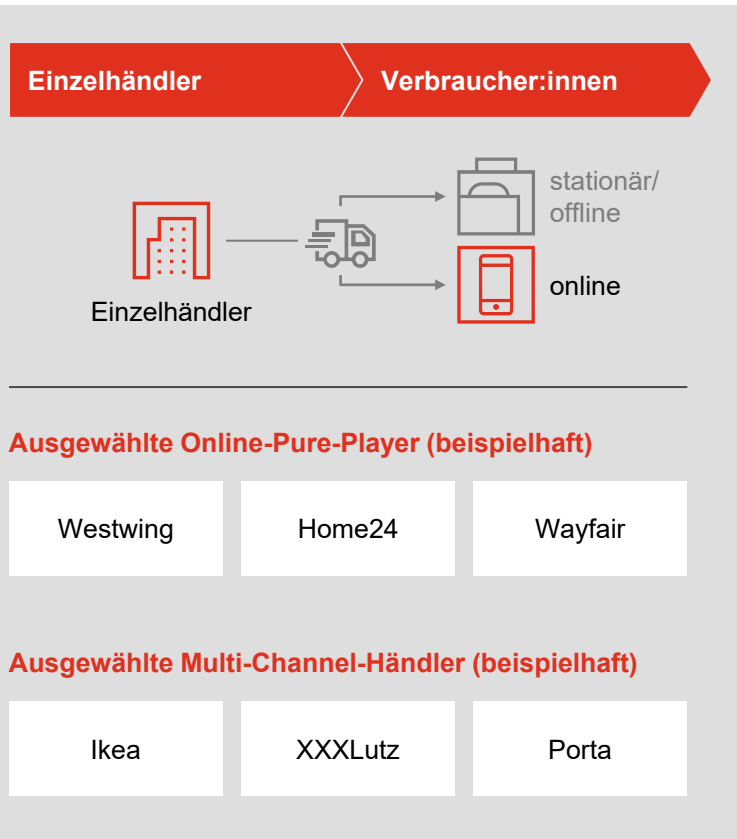 Einzelhändler
Verbraucher:innen
stationär/
offline
Einzelhändler
online
Ausgewählte Online-Pure-Player (beispielhaft)
Westwing
Home24
Wayfair
Ausgewählte Multi-Channel-Händler (beispielhaft)
Ikea
XXXLutz
Porta